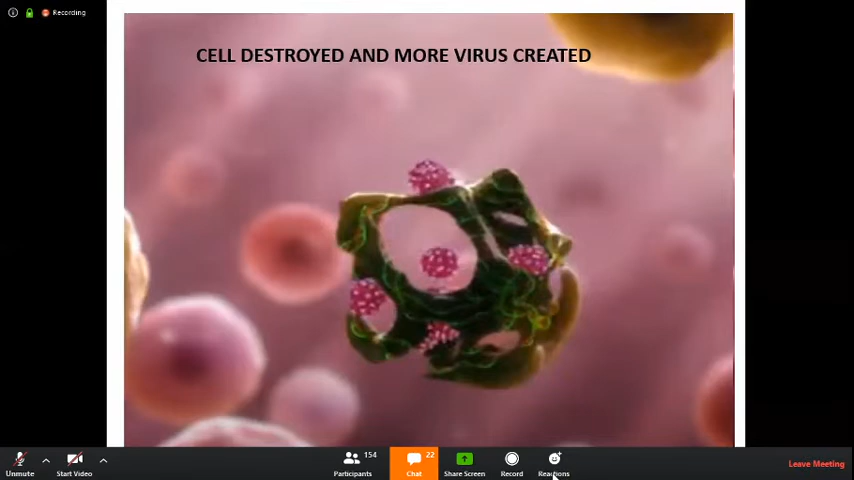 Recording
CELL DESTROYED AND MORE VIRUS CREATED
Unmute
Start Video
154
Participants
22
Chat
Share Screen
Record
Reactions
Leave Meeting